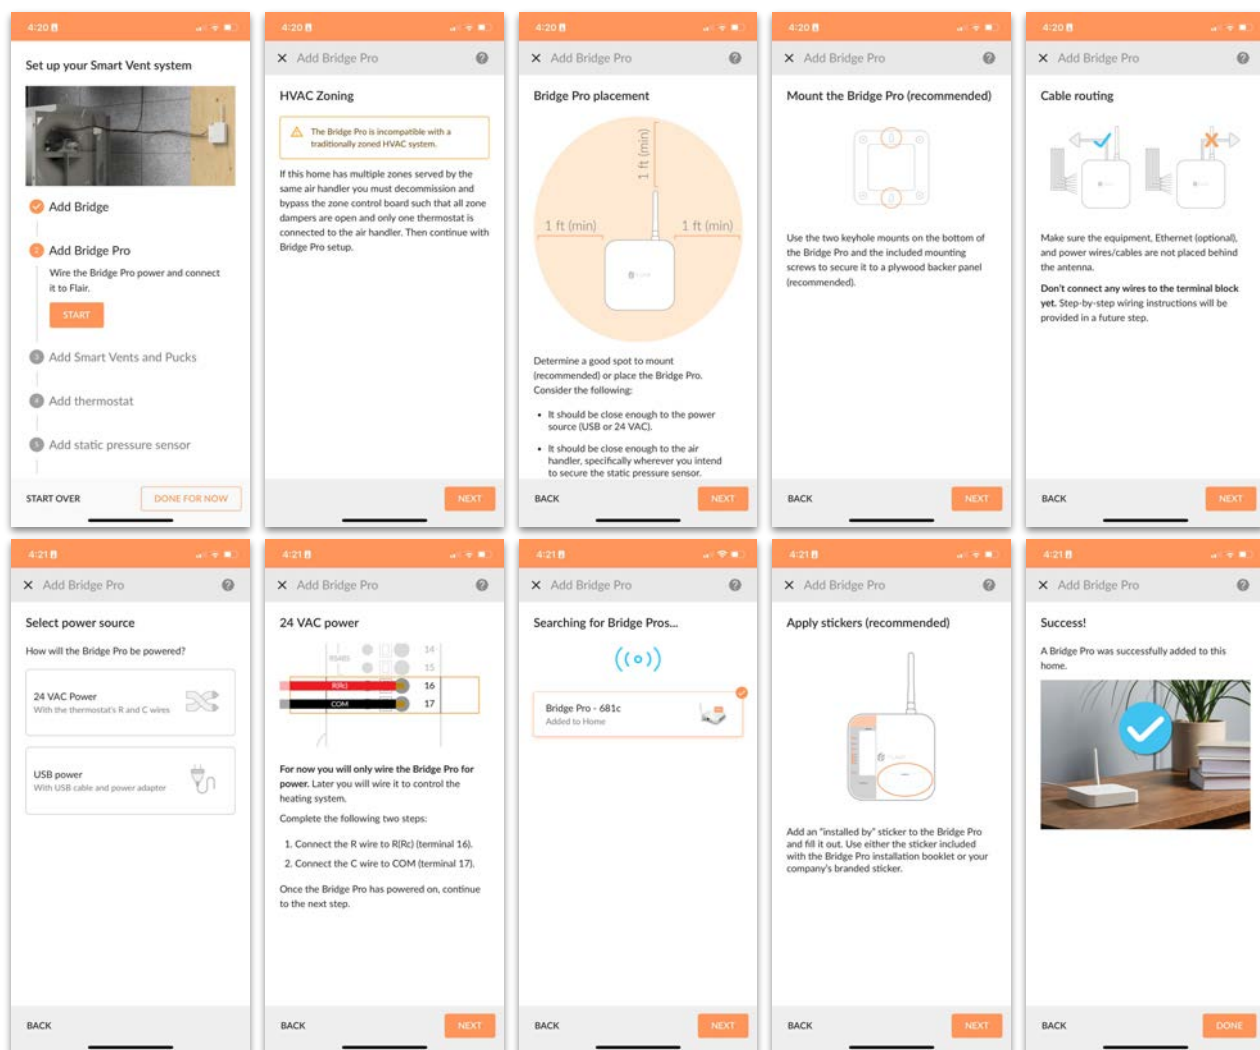 4:20
Set up your Smart Vent system
Add Bridge
2
Add Bridge Pro
Wire the Bridge Pro power and connect
it to Flair.
START
3
Add Smart Vents and Pucks
4
Add thermostat
5
Add static pressure sensor
START OVER
DONE FOR NOW
4:20
Add Bridge Pro
HVAC Zoning
The Bridge Pro is incompatible with a
traditionally zoned HVAC system.
If this home has multiple zones served by the
same air handler you must decommission and
bypass the zone control board such that all zone
dampers are open and only one thermostat is
connected to the air handler. Then continue with
Bridge Pro setup.
NEXT
4:20
Add Bridge Pro
Bridge Pro placement
1 ft (min)
1 ft (min)
1 ft (min)
Determine a good spot to mount
(recommended) or place the Bridge Pro.
Consider the following:
• It should be close enough to the power
source (USB or 24 VAC).
• It should be close enough to the air
handler, specifically wherever you intend
to secure the static pressure sensor.
BACK
NEXT
4:20
Add Bridge Pro
Mount the Bridge Pro (recommended)
Use the two keyhole mounts on the bottom of
the Bridge Pro and the included mounting
screws to secure it to a plywood backer panel
(recommended).
BACK
NEXT
4:20
Add Bridge Pro
Cable routing
Make sure the equipment, Ethernet (optional),
and power wires/cables are not placed behind
the antenna.
Don't connect any wires to the terminal block
yet. Step-by-step wiring instructions will be
provided in a future step.
BACK
NEXT
4:21
Add Bridge Pro
Select power source
How will the Bridge Pro be powered?
24 VAC Power
With the thermostat's R and C wires
USB power
With USB cable and power adapter
BACK
4:21
Add Bridge Pro
24 VAC power
RS485
14
15
R(Rc)
16
COM
17
For now you will only wire the Bridge Pro for
power. Later you will wire it to control the
heating system.
Complete the following two steps:
1. Connect the R wire to R(Rc) (terminal 16).
2. Connect the C wire to COM (terminal 17).
Once the Bridge Pro has powered on, continue
to the next step.
BACK
NEXT
4:21
Add Bridge Pro
Searching for Bridge Pros...
Bridge Pro - 681c
Added to Home
BACK
NEXT
4:21
Add Bridge Pro
Apply stickers (recommended)
Add an "installed by" sticker to the Bridge Pro
and fill it out. Use either the sticker included
with the Bridge Pro installation booklet or your
company's branded sticker.
BACK
NEXT
4:21
Add Bridge Pro
Success!
A Bridge Pro was successfully added to this
home.
BACK
DONE